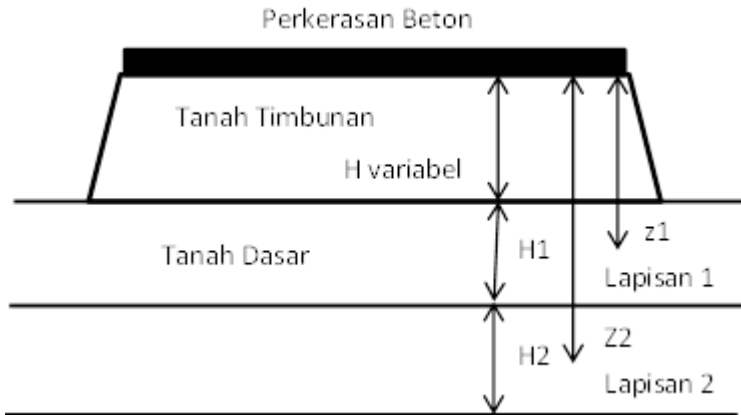 Perkerasan Beton
Tanah Timbunan
H variabel
Tanah Dasar
H1
z1
Lapisan 1
H2
Z2
Lapisan 2